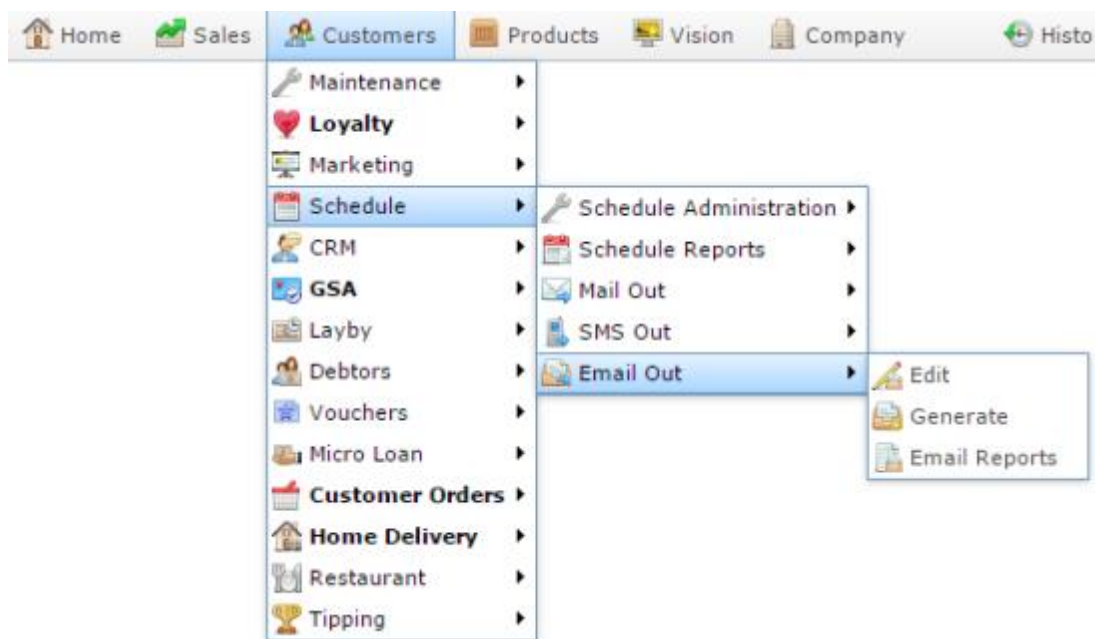 Home Sales Customers Products Vision Company Histo
Maintenance
Loyalty
Marketing
Schedule
CRM
GSA
Layby
Debtors
Vouchers
Micro Loan
Customer Orders
Home Delivery
Restaurant
Tipping
Schedule Administration
Schedule Reports
Mail Out
SMS Out
Email Out
Edit
Generate
Email Reports